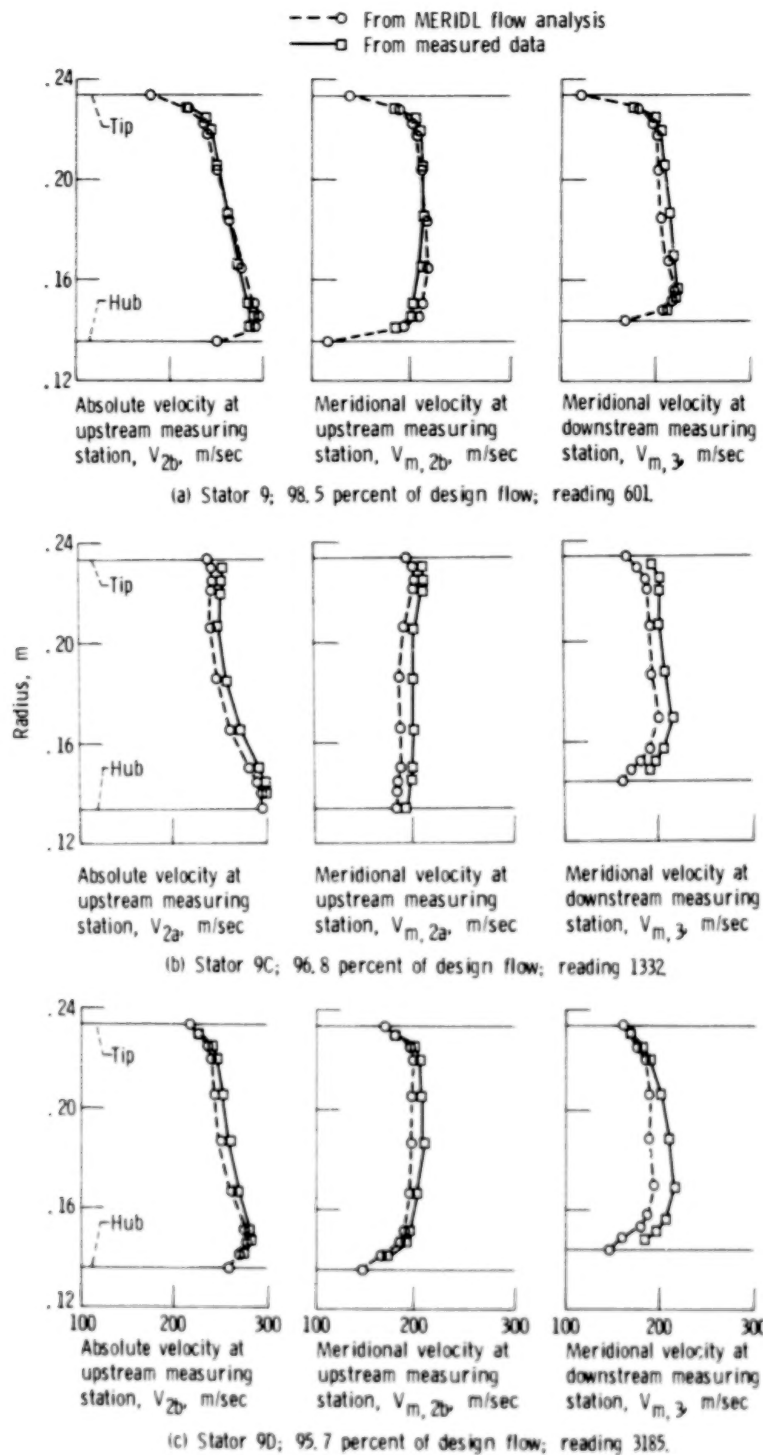 From MERIDL flow analysis
From measured data
.24
Tip
.20
.16
Hub
.12
Absolute velocity at
upstream measuring
station, V2b, m/sec
Meridional velocity at
upstream measuring
station, Vm, 2b, m/sec
Meridional velocity at
downstream measuring
station, Vm, 3, m/sec
(a) Stator 9; 98.5 percent of design flow; reading 601.
Radius, m
.24
Tip
.20
.16
Hub
.12
Absolute velocity at
upstream measuring
station, V2a, m/sec
Meridional velocity at
upstream measuring
station, Vm, 2a, m/sec
Meridional velocity at
downstream measuring
station, Vm, 3, m/sec
(b) Stator 9C; 96.8 percent of design flow; reading 1332.
.24
Tip
.20
.16
Hub
.12
100 200 300
100 200 300
100 200 300
Absolute velocity at
upstream measuring
station, V2b, m/sec
Meridional velocity at
upstream measuring
station, Vm, 2b, m/sec
Meridional velocity at
downstream measuring
station, Vm, 3, m/sec
(c) Stator 9D; 95.7 percent of design flow; reading 3185.